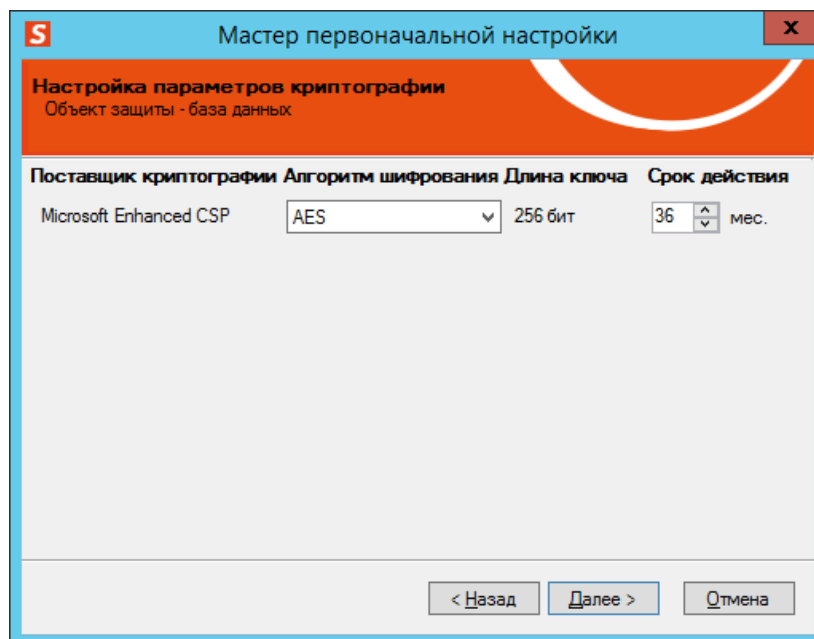 S Мастер первоначальной настройки x
Настройка параметров криптографии
Объект защиты - база данных
Поставщик криптографии Алгоритм шифрования Длина ключа Срок действия
Microsoft Enhanced CSP AES 256 бит 36 мес.
< Назад Далее > Отмена